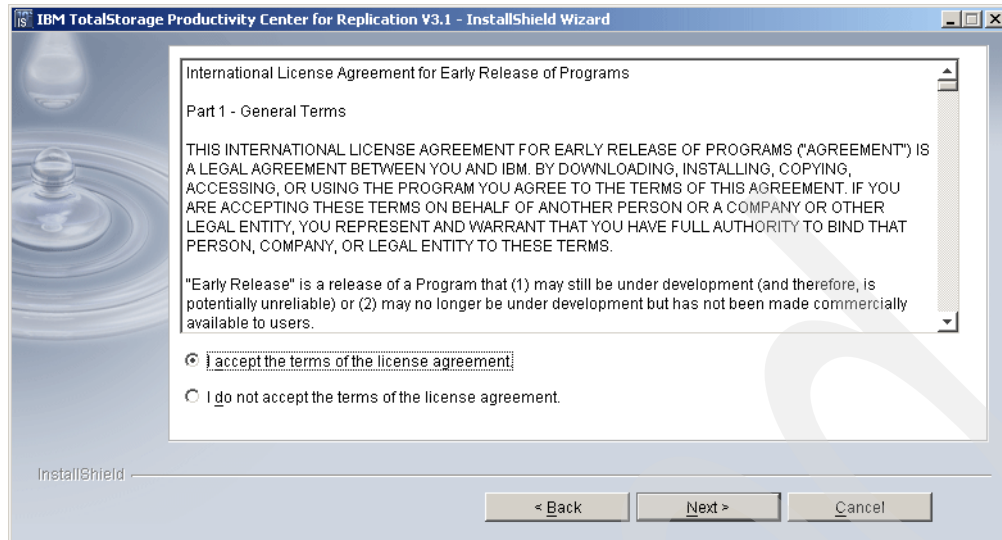 IBM TotalStorage Productivity Center for Replication V3.1 - InstallShield Wizard
International License Agreement for Early Release of Programs
Part 1 - General Terms
THIS INTERNATIONAL LICENSE AGREEMENT FOR EARLY RELEASE OF PROGRAMS ("AGREEMENT") IS
A LEGAL AGREEMENT BETWEEN YOU AND IBM. BY DOWNLOADING, INSTALLING, COPYING,
ACCESSING, OR USING THE PROGRAM YOU AGREE TO THE TERMS OF THIS AGREEMENT. IF YOU
ARE ACCEPTING THESE TERMS ON BEHALF OF ANOTHER PERSON OR A COMPANY OR OTHER
LEGAL ENTITY, YOU REPRESENT AND WARRANT THAT YOU HAVE FULL AUTHORITY TO BIND THAT
PERSON, COMPANY, OR LEGAL ENTITY TO THESE TERMS.
"Early Release" is a release of a Program that (1) may still be under development (and therefore, is
potentially unreliable) or (2) may no longer be under development but has not been made commercially
available to users.
I accept the terms of the license agreement.
I do not accept the terms of the license agreement.
InstallShield
< Back Next > Cancel